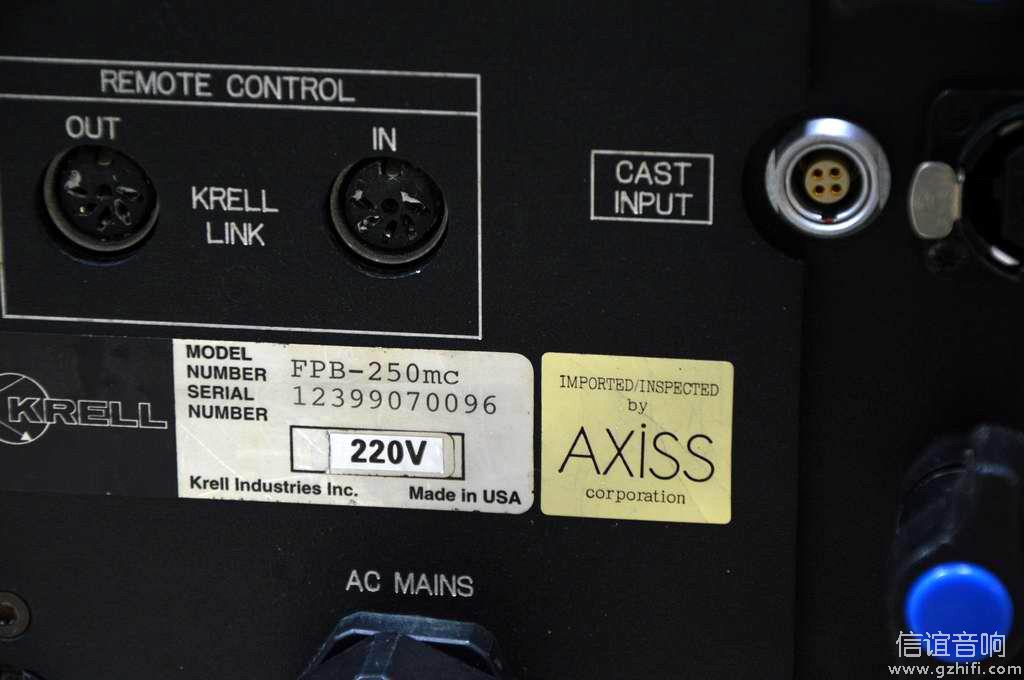 REMOTE CONTROL
OUT
IN
KRELL
LINK
CAST
INPUT
KRELL
MODEL
NUMBER FPB-250mc
SERIAL
NUMBER 12399070096
220V
Krell Industries Inc. Made in USA
IMPORTED/INSPECTED
by
AXiSS
corporation
AC MAINS
信谊音响
www.gzhifi.com